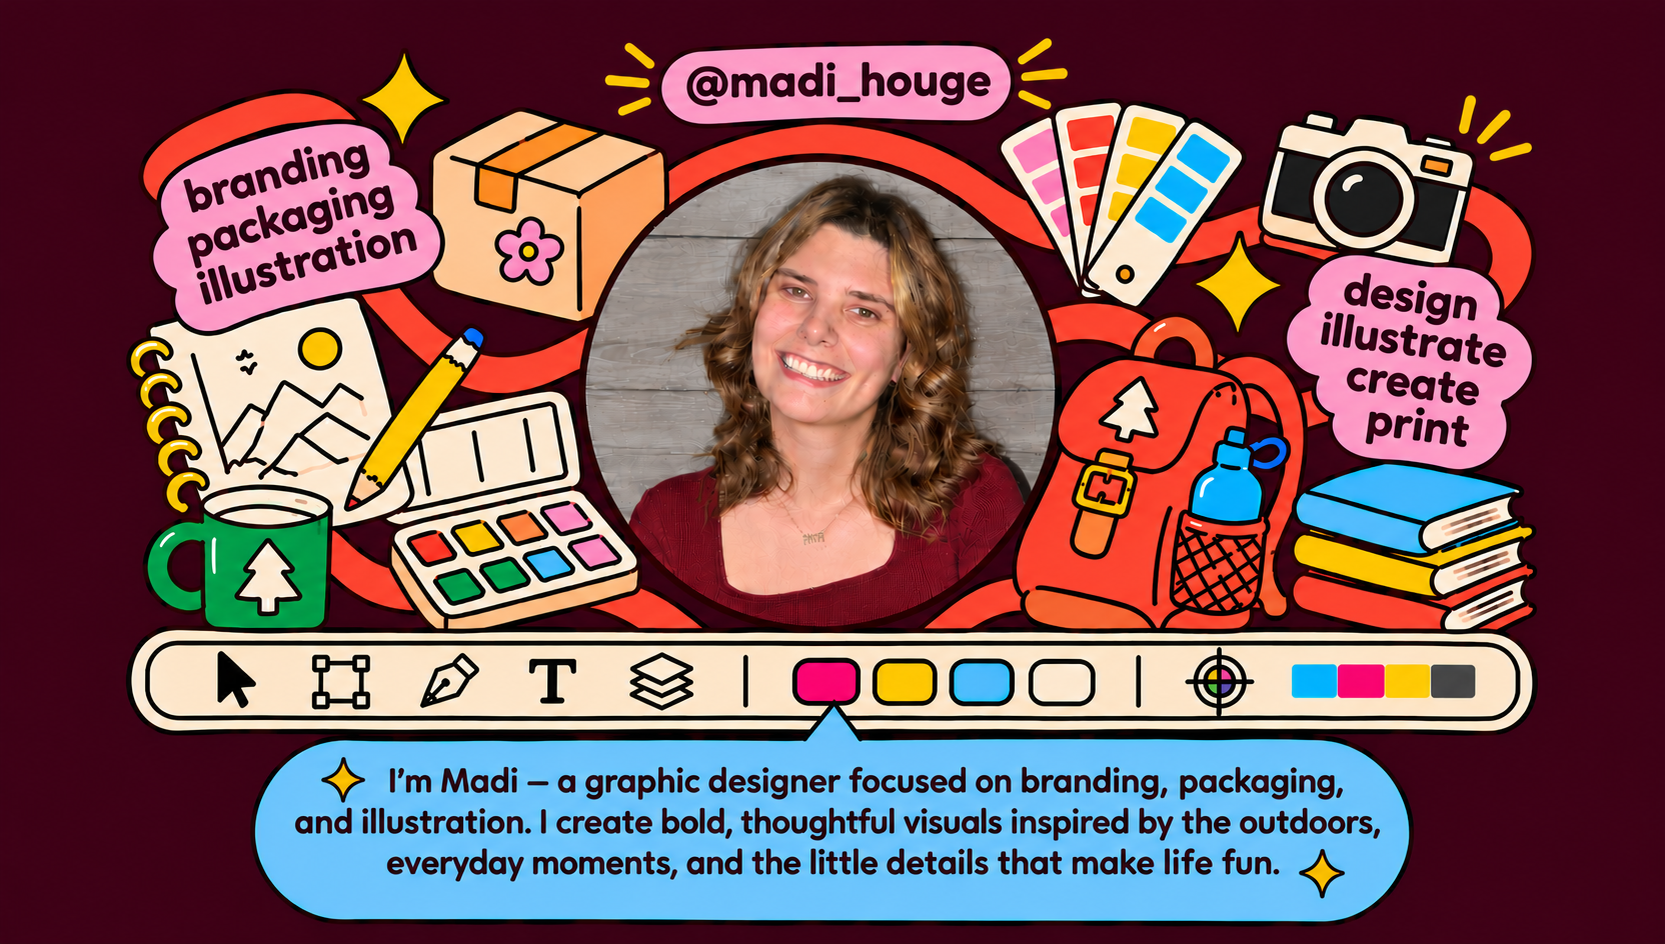 @madi_houge
branding
packaging
illustration
design
illustrate
create
print
T
I'm Madi – a graphic designer focused on branding, packaging,
and illustration. I create bold, thoughtful visuals inspired by the outdoors,
everyday moments, and the little details that make life fun.